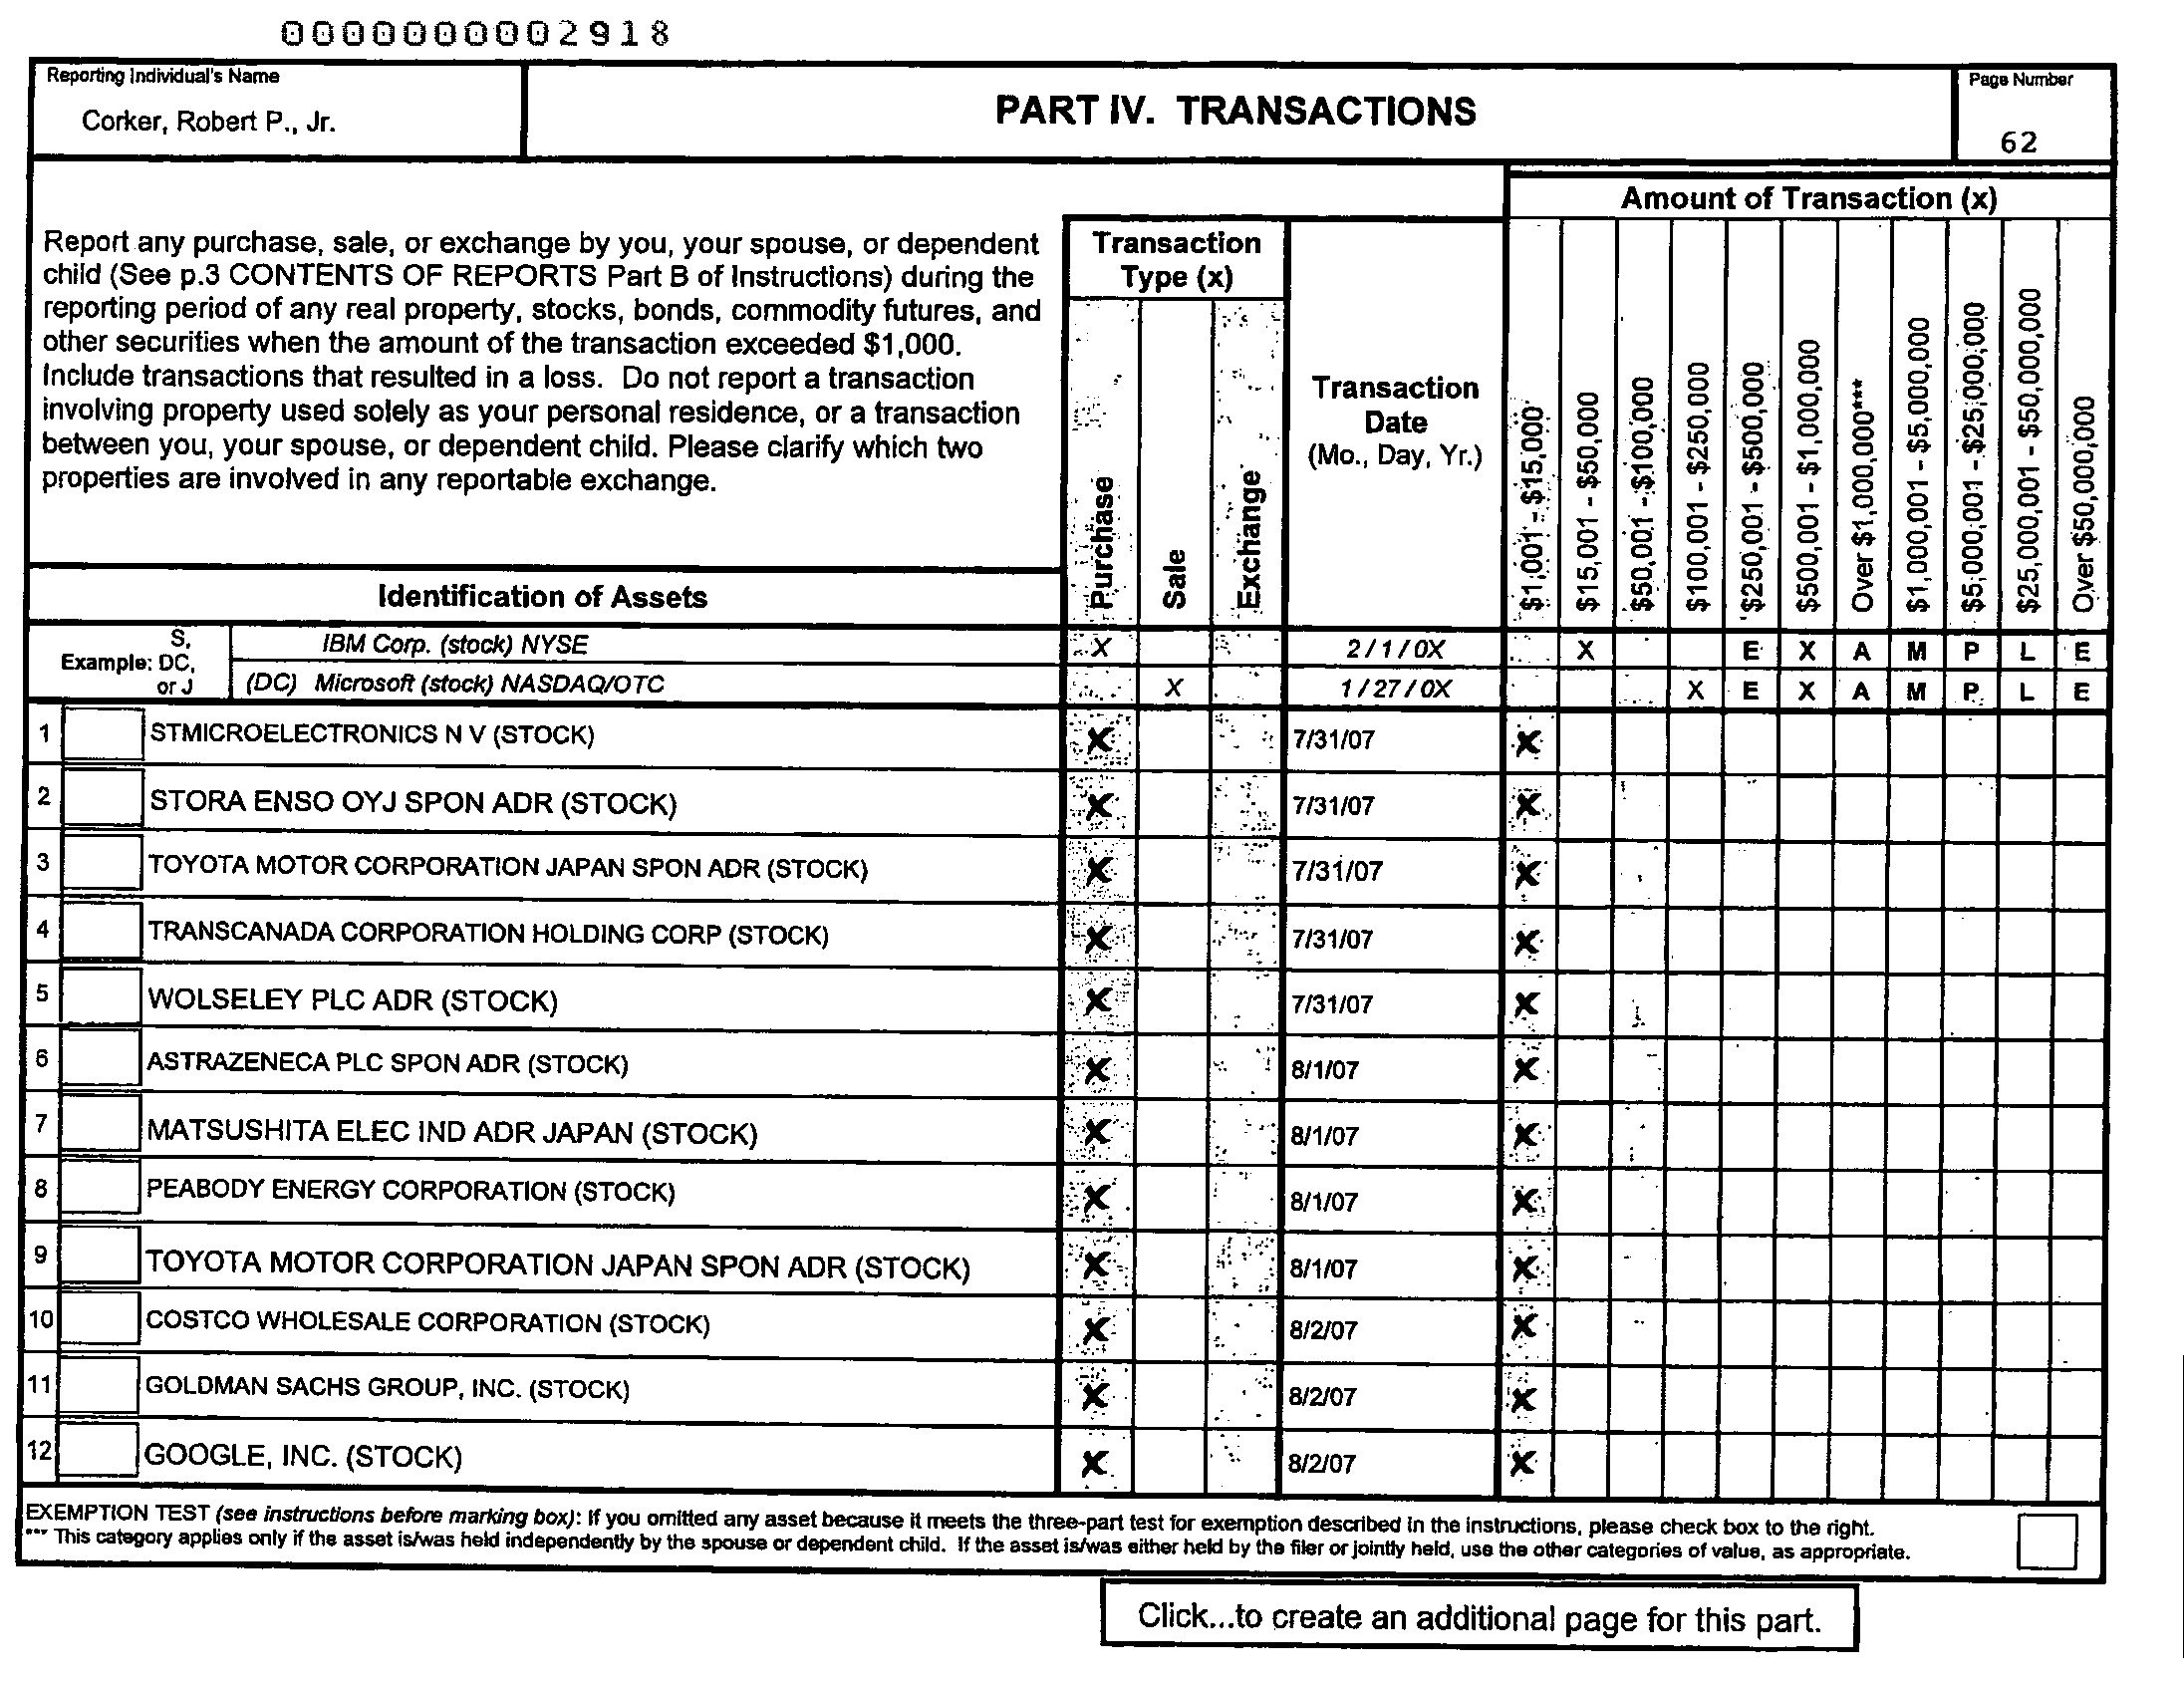 0000000002918
Reporting Individual's Name
Corker, Robert P., Jr.
PART IV. TRANSACTIONS
Page Number
62
Report any purchase, sale, or exchange by you, your spouse, or dependent
child (See p.3 CONTENTS OF REPORTS Part B of Instructions) during the
reporting period of any real property, stocks, bonds, commodity futures, and
other securities when the amount of the transaction exceeded $1,000.
Include transactions that resulted in a loss. Do not report a transaction
involving property used solely as your personal residence, or a transaction
between you, your spouse, or dependent child. Please clarify which two
properties are involved in any reportable exchange.
Identification of Assets
Transaction
Type (x)
Purchase
Sale
Exchange
Transaction
Date
(Mo., Day, Yr.)
Amount of Transaction (x)
$1,001 - $15,000
$15,001 - $50,000
$50,001 - $100,000
$100,001 - $250,000
$250,001 - $500,000
$500,001 - $1,000,000
Over $1,000,000***
$1,000,001 - $5,000,000
$5,000,001 - $25,000,000
$25,000,001 - $50,000,000
Over $50,000,000
Example: S, DC, or J
IBM Corp. (stock) NYSE X 2 / 1 / 0X X E X A M P L E
(DC) Microsoft (stock) NASDAQ/OTC X 1 / 27 / 0X X E X A M P L E
1 STMICROELECTRONICS N V (STOCK) X 7/31/07 X
2 STORA ENSO OYJ SPON ADR (STOCK) X 7/31/07 X
3 TOYOTA MOTOR CORPORATION JAPAN SPON ADR (STOCK) X 7/31/07 X
4 TRANSCANADA CORPORATION HOLDING CORP (STOCK) X 7/31/07 X
5 WOLSELEY PLC ADR (STOCK) X 7/31/07 X
6 ASTRAZENECA PLC SPON ADR (STOCK) X 8/1/07 X
7 MATSUSHITA ELEC IND ADR JAPAN (STOCK) X 8/1/07 X
8 PEABODY ENERGY CORPORATION (STOCK) X 8/1/07 X
9 TOYOTA MOTOR CORPORATION JAPAN SPON ADR (STOCK) X 8/1/07 X
10 COSTCO WHOLESALE CORPORATION (STOCK) X 8/2/07 X
11 GOLDMAN SACHS GROUP, INC. (STOCK) X 8/2/07 X
12 GOOGLE, INC. (STOCK) X 8/2/07 X
EXEMPTION TEST (see instructions before marking box): If you omitted any asset because it meets the three-part test for exemption described in the instructions, please check box to the right.
*** This category applies only if the asset is/was held independently by the spouse or dependent child. If the asset is/was either held by the filer or jointly held, use the other categories of value, as appropriate.
Click...to create an additional page for this part.